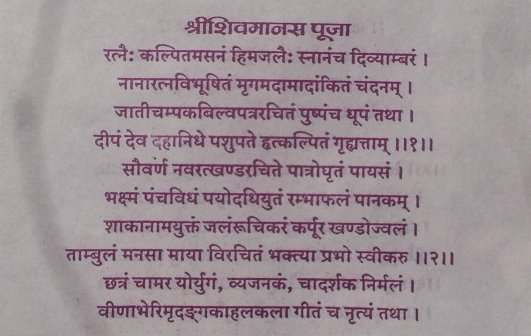 श्रीशिवमानस पूजा
रत्नै: कल्पितमसनं हिमजलै: स्नानंच दिव्याम्बरं ।
नानारत्नविभूषितं मृगमदामादांकितं चंदनम् ।
जातीचम्पकबिल्वपत्ररचितं पुष्पंच धूपं तथा ।
दीपं देव दहानिधे पशुपते हृत्कल्पितं गृह्यत्ताम् ।।१।।
सौवर्ण नवरत्खण्डरचिते पात्रोघृतं पायसं ।
भक्ष्मं पंचविधं पयोदधियुतं रम्भाफलं पानकम् ।
शाकानामयुक्तं जलंरूचिकरं कर्पूर खण्डोज्वलं ।
ताम्बुलं मनसा माया विरचितं भक्त्या प्रभो स्वीकरु ।।२।।
छत्रं चामर योर्युगं, व्यजनकं, चादर्शक निर्मलं ।
वीणाभेरिमृदङ्गकाहलकला गीतं च नृत्यं तथा ।